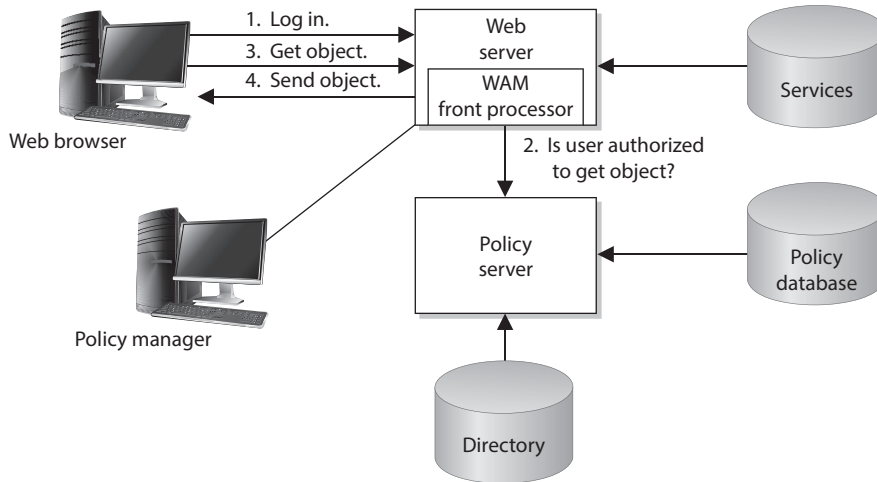 1. Log in.
3. Get object.
4. Send object.
Web browser
Web
server
WAM
front processor
Services
2. Is user authorized
to get object?
Policy manager
Policy
server
Policy
database
Directory